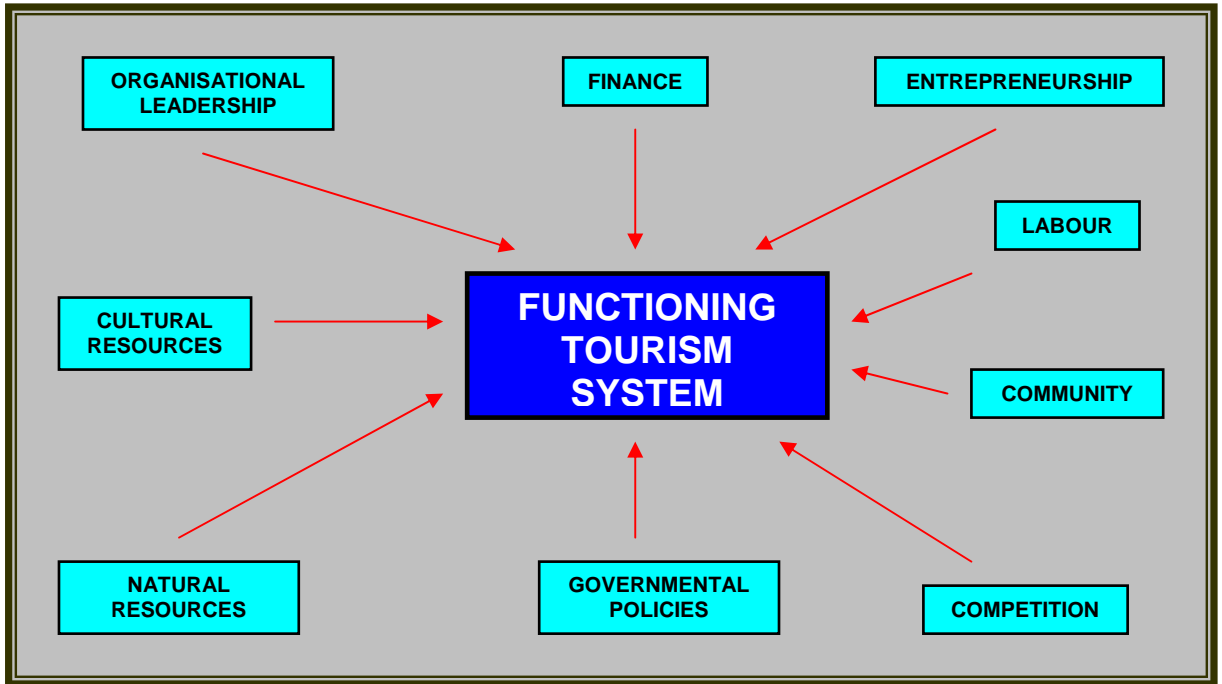 ORGANISATIONAL
LEADERSHIP
FINANCE
ENTREPRENEURSHIP
LABOUR
CULTURAL
RESOURCES
FUNCTIONING
TOURISM
SYSTEM
COMMUNITY
NATURAL
RESOURCES
GOVERNMENTAL
POLICIES
COMPETITION